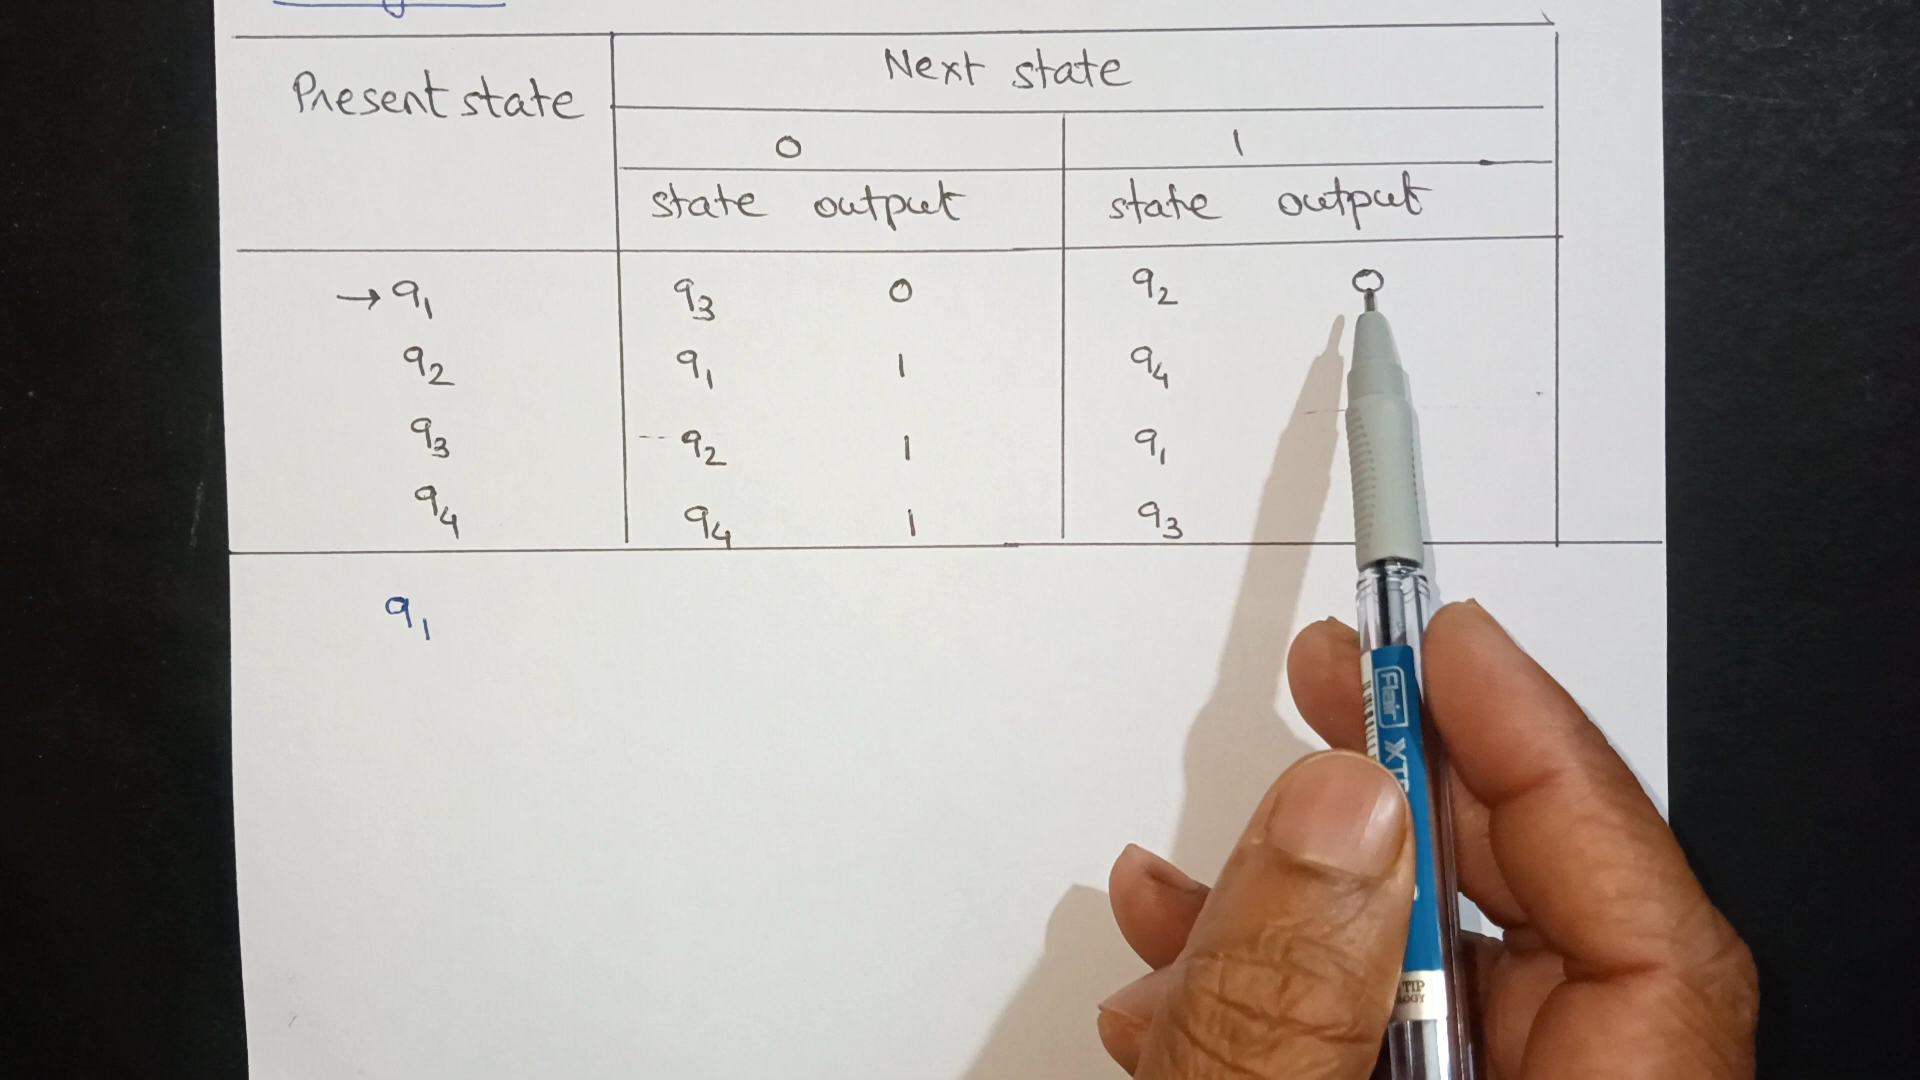 Present state Next state
0 1
state output state output
→ q1 q3 0 q2 0
q2 q1 1 q4
q3 q2 1 q1
q4 q4 1 q3
q1
Flair
TIP